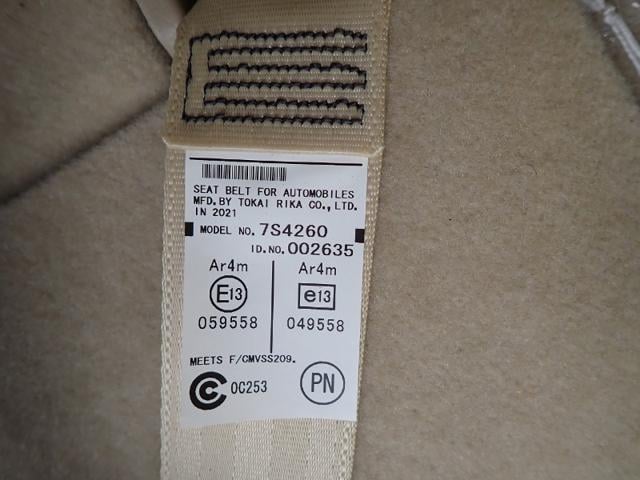 SEAT BELT FOR AUTOMOBILES
MFD. BY TOKAI RIKA CO., LTD.
IN 2021
MODEL NO. 7S4260
ID. NO. 002635
Ar4m
E13
059558
Ar4m
e13
049558
MEETS F/CMVSS209.
0C253
PN